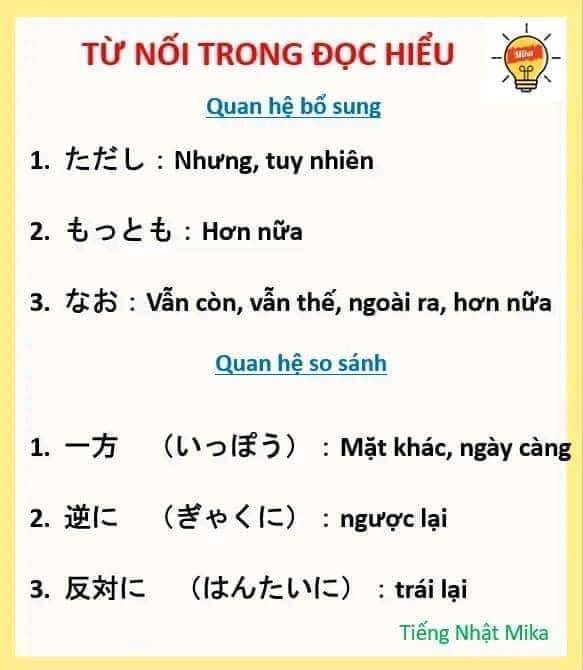 TỪ NỐI TRONG ĐỌC HIỂU
Mika
Quan hệ bổ sung
1. ただし : Nhưng, tuy nhiên
2. もっとも : Hơn nữa
3. なお : Vẫn còn, vẫn thế, ngoài ra, hơn nữa
Quan hệ so sánh
1. 一方 （いっぽう） : Mặt khác, ngày càng
2. 逆に （ぎゃくに） : ngược lại
3. 反対に （はんたいに） : trái lại
Tiếng Nhật Mika